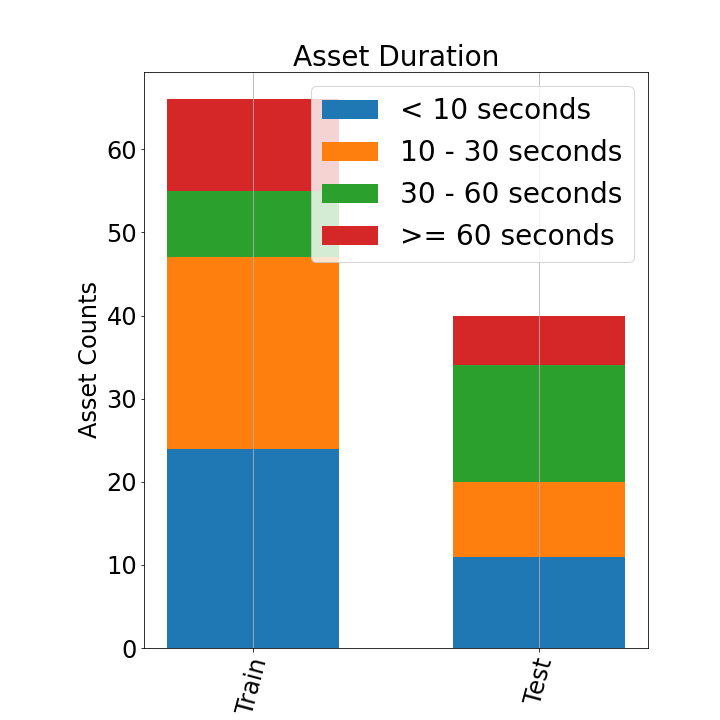 Asset Duration
< 10 seconds
10 - 30 seconds
30 - 60 seconds
>= 60 seconds
Asset Counts
60
50
40
30
20
10
0
Train
Test